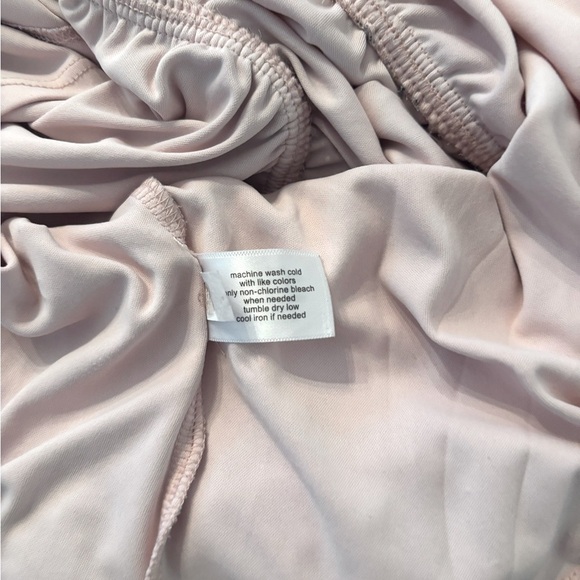 machine wash cold
with like colors
only non-chlorine bleach
when needed
tumble dry low
cool iron if needed